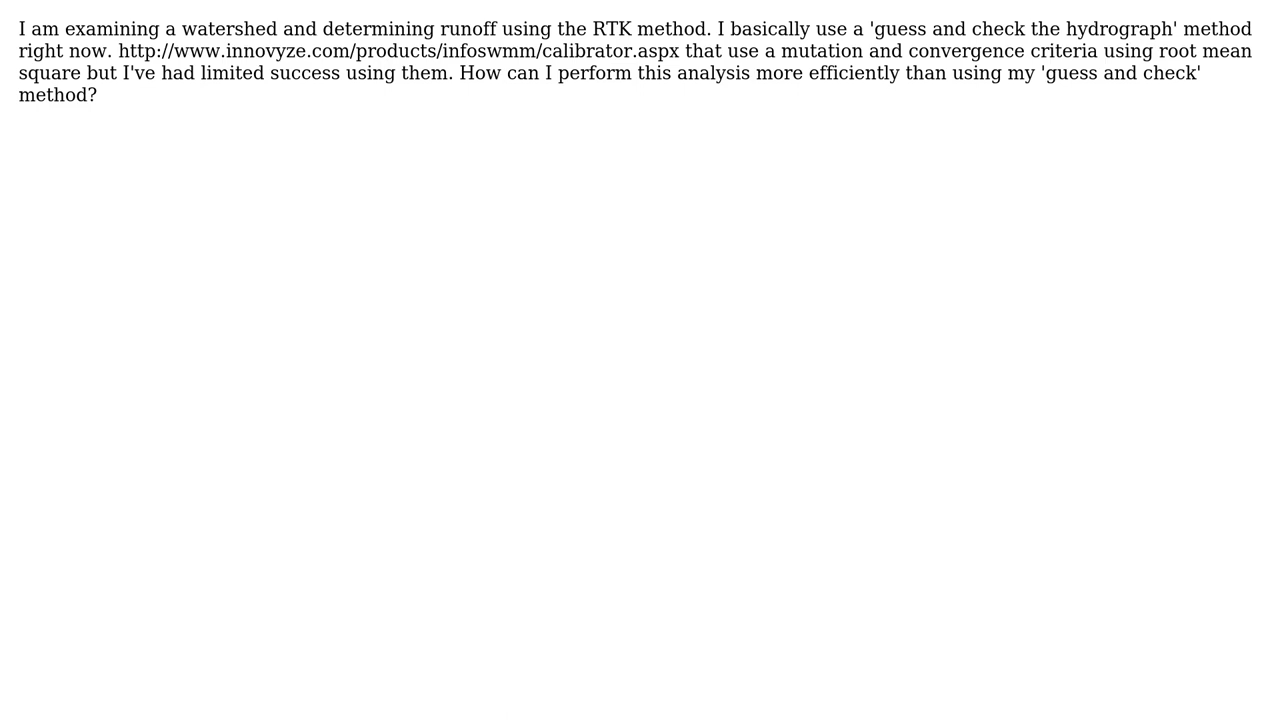 I am examining a watershed and determining runoff using the RTK method. I basically use a 'guess and check the hydrograph' method
right now. http://www.innovyze.com/products/infoswmm/calibrator.aspx that use a mutation and convergence criteria using root mean
square but I've had limited success using them. How can I perform this analysis more efficiently than using my 'guess and check'
method?